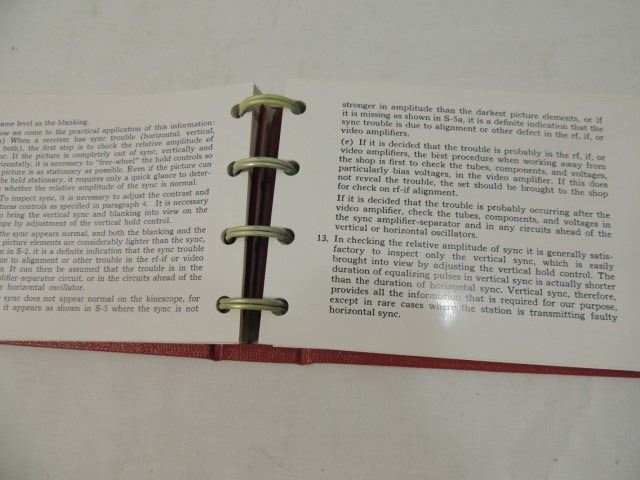 ame level as the blanking.
ow we come to the practical application of this information:
) When a receiver has sync trouble (horizontal, vertical,
both), the first step is to check the relative amplitude of
nc. If the picture is completely out of sync, vertically and
rizontally, it is necessary to "free-wheel" the hold controls so
picture is as stationary as possible. Even if the picture can
be held stationary, it requires only a quick glance to deter-
whether the relative amplitude of the sync is normal.
To inspect sync, it is necessary to adjust the contrast and
tness controls as specified in paragraph 4. It is necessary
o bring the vertical sync and blanking into view on the
ope by adjustment of the vertical hold control.
the sync appears normal, and both the blanking and the
picture elements are considerably lighter than the sync,
n in S-2, it is a definite indication that the sync trouble
ue to alignment or other trouble in the rf-if or video
s. It can then be assumed that the trouble is in the
plifier-separator circuit, or in the circuits ahead of the
r horizontal oscillator.
sync does not appear normal on the kinescope, for
it appears as shown in S-5 where the sync is not
stronger in amplitude than the darkest picture elements, or if
it is missing as shown in S-5a, it is a definite indication that the
sync trouble is due to alignment or other defect in the rf, if, or
video amplifiers.
(e) If it is decided that the trouble is probably in the rf, if, or
video amplifiers, the best procedure when working away from
the shop is first to check the tubes, components, and voltages,
particularly bias voltages, in the video amplifier. If this does
not reveal the trouble, the set should be brought to the shop
for check on rf-if alignment.
If it is decided that the trouble is probably occurring after the
video amplifier, check the tubes, components, and voltages in
the sync amplifier-separator and in any circuits ahead of the
vertical or horizontal oscillators.
13. In checking the relative amplitude of sync it is generally satis-
factory to inspect only the vertical sync, which is easily
brought into view by adjusting the vertical hold control. The
duration of equalizing pulses in vertical sync is actually shorter
than the duration of horizontal sync. Vertical sync, therefore,
provides all the information that is required for our purpose,
except in rare cases where the station is transmitting faulty
horizontal sync.